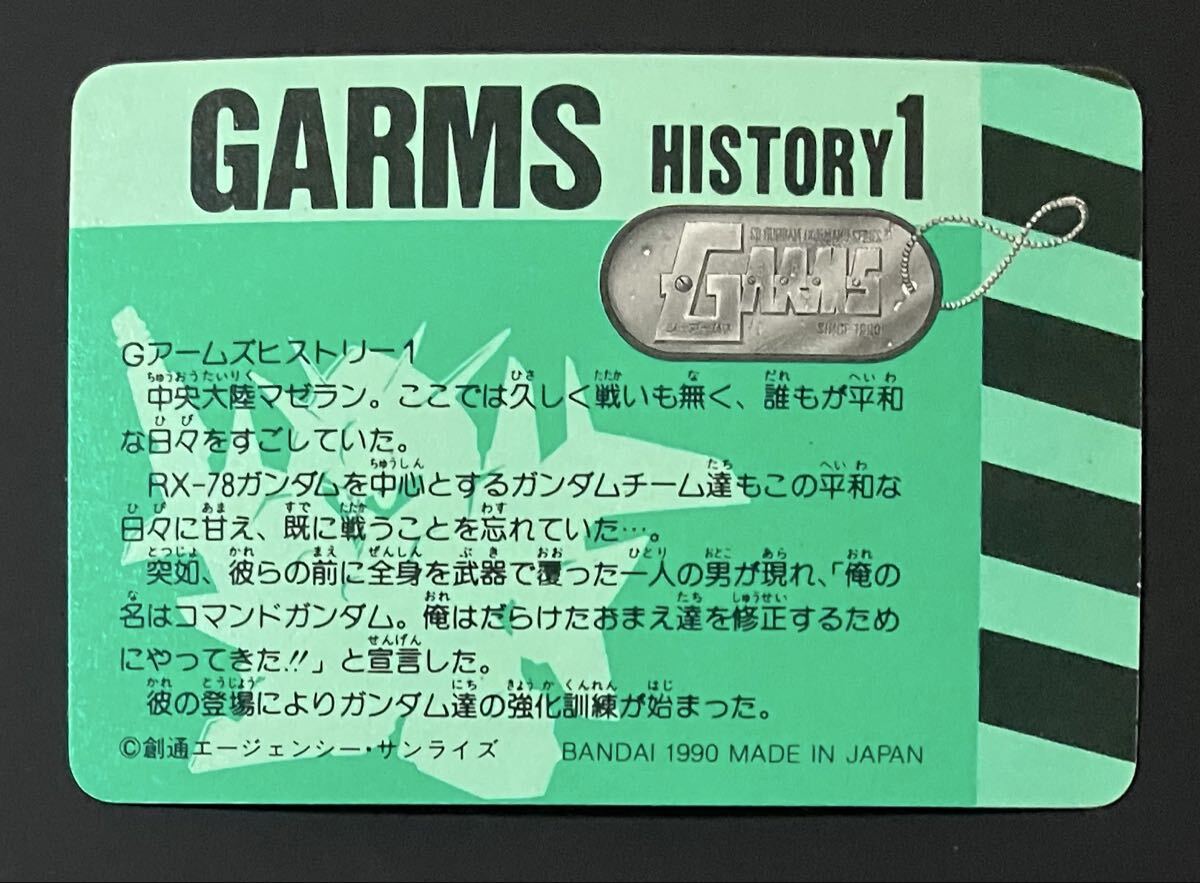 GARMS HISTORY1
SD GUNDAM COMMAND SERIES
GARMS
SINCE 1990
Gアームズヒストリー1
中央大陸マゼラン。ここでは久しく戦いも無く、誰もが平和
な日々をすごしていた。
RX-78ガンダムを中心とするガンダムチーム達もこの平和な
日々に甘え、既に戦うことを忘れていた…。
突如、彼らの前に全身を武器で覆った一人の男が現れ、「俺の
名はコマンドガンダム。俺はだらけたおまえ達を修正するため
にやってきた!!」と宣言した。
彼の登場によりガンダム達の強化訓練が始まった。
©創通エージェンシー・サンライズ BANDAI 1990 MADE IN JAPAN